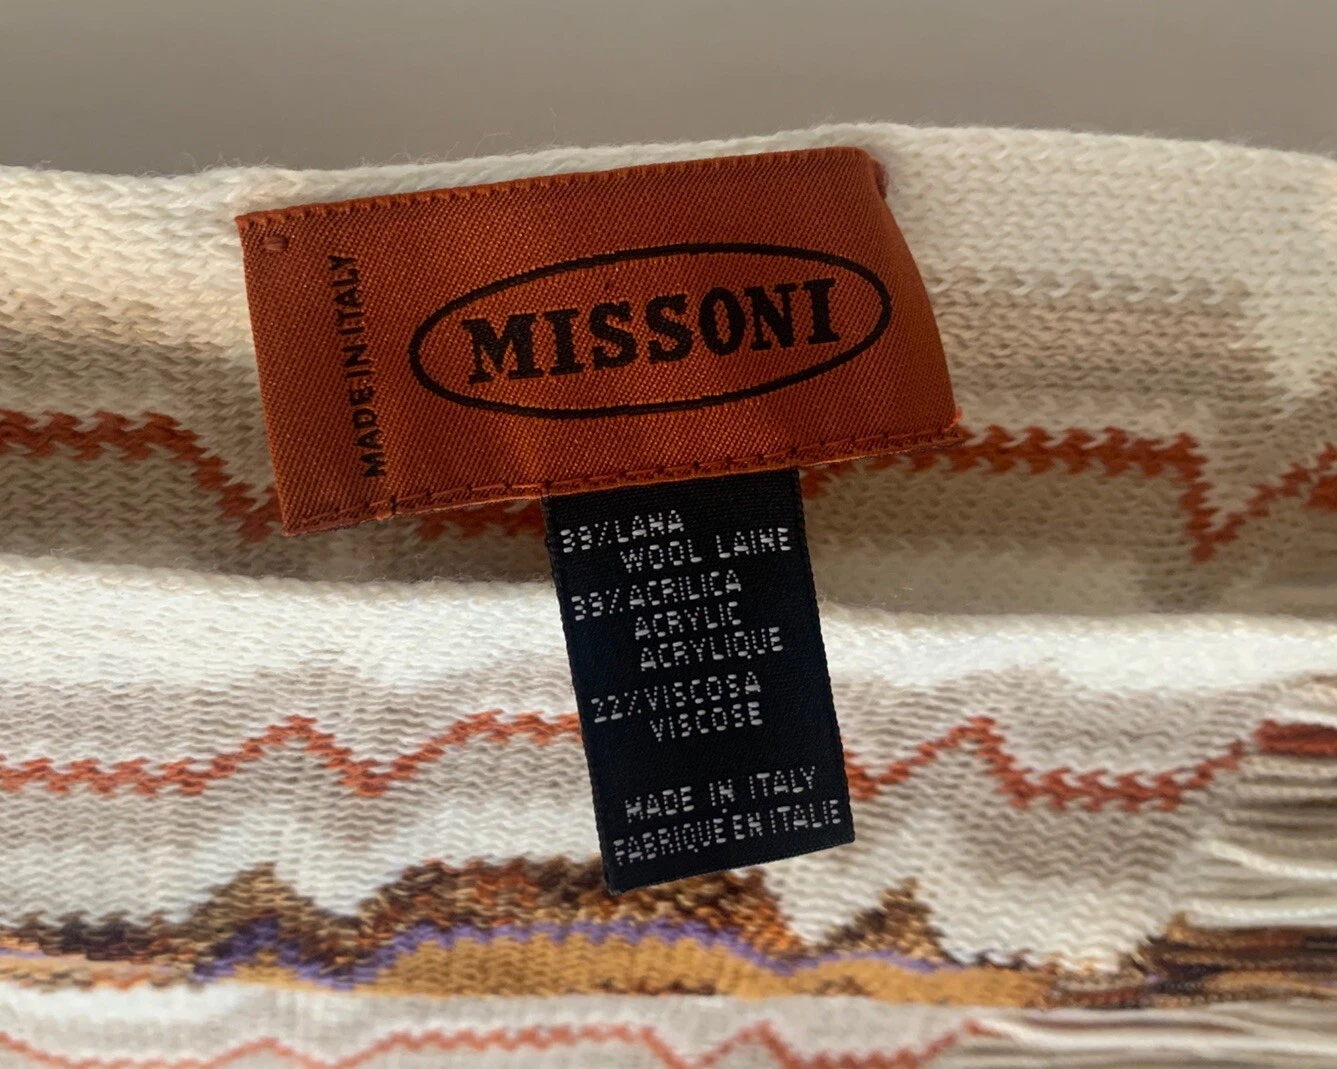 MADE IN ITALY
MISSONI
39%LANA
WOOL LAINE
39%ACRILICA
ACRYLIC
ACRYLIQUE
22%VISCOSA
VISCOSE
MADE IN ITALY
FABRIQUE EN ITALIE